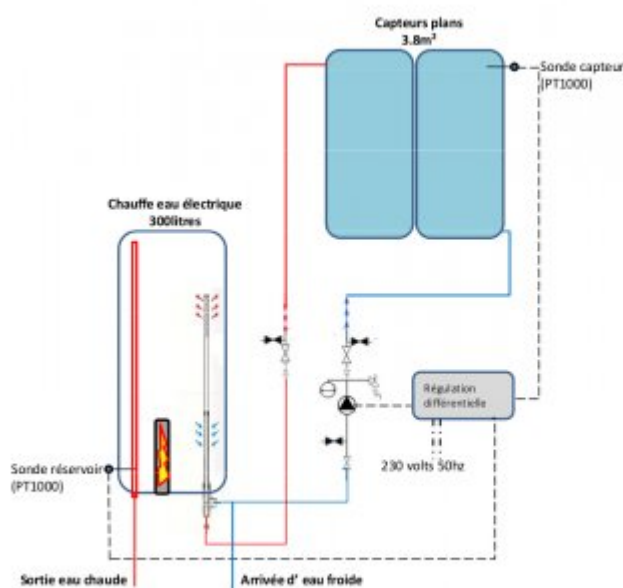 Capteurs plans
3.8m²
Sonde capteur
(PT1000)
Chauffe eau électrique
300litres
Régulation
différentielle
Sonde réservoir
(PT1000)
230 volts 50hz
Sortie eau chaude
Arrivée d' eau froide